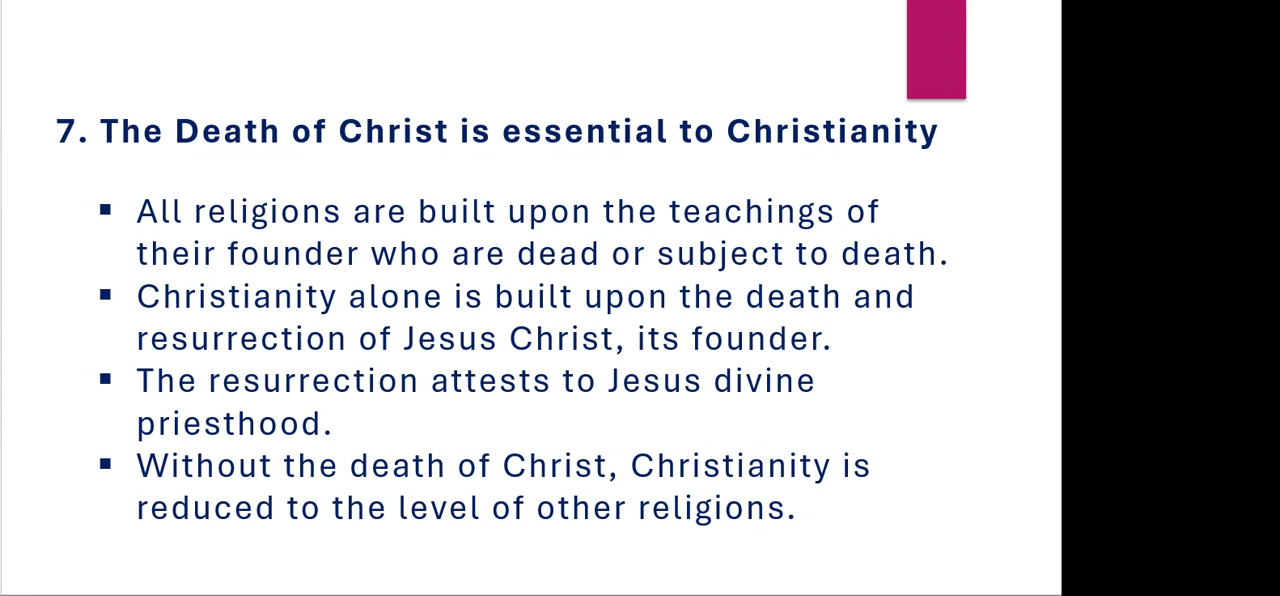 7. The Death of Christ is essential to Christianity
▪ All religions are built upon the teachings of
their founder who are dead or subject to death.
▪ Christianity alone is built upon the death and
resurrection of Jesus Christ, its founder.
▪ The resurrection attests to Jesus divine
priesthood.
▪ Without the death of Christ, Christianity is
reduced to the level of other religions.